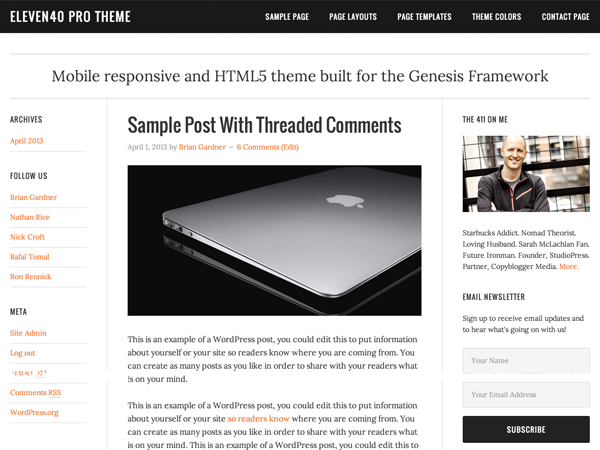 ELEVEN40 PRO THEME
SAMPLE PAGE PAGE LAYOUTS PAGE TEMPLATES THEME COLORS CONTACT PAGE
Mobile responsive and HTML5 theme built for the Genesis Framework
ARCHIVES
April 2013
FOLLOW US
Brian Gardner
Nathan Rice
Nick Croft
Rafal Tomal
Ron Rennick
META
Site Admin
Log out
Comments RSS
WordPress.org
Sample Post With Threaded Comments
April 1, 2013 by Brian Gardner — 6 Comments (Edit)
This is an example of a WordPress post, you could edit this to put information
about yourself or your site so readers know where you are coming from. You
can create as many posts as you like in order to share with your readers what
is on your mind.
This is an example of a WordPress post, you could edit this to put information
about yourself or your site so readers know where you are coming from. You
can create as many posts as you like in order to share with your readers what
is on your mind. This is an example of a WordPress post, you could edit this to
THE 411 ON ME
Starbucks Addict. Nomad Theorist.
Loving Husband. Sarah McLachlan Fan.
Future Ironman. Founder, StudioPress.
Partner, Copyblogger Media. More.
EMAIL NEWSLETTER
Sign up to receive email updates and
to hear what's going on with us!
Your Name
Your Email Address
SUBSCRIBE